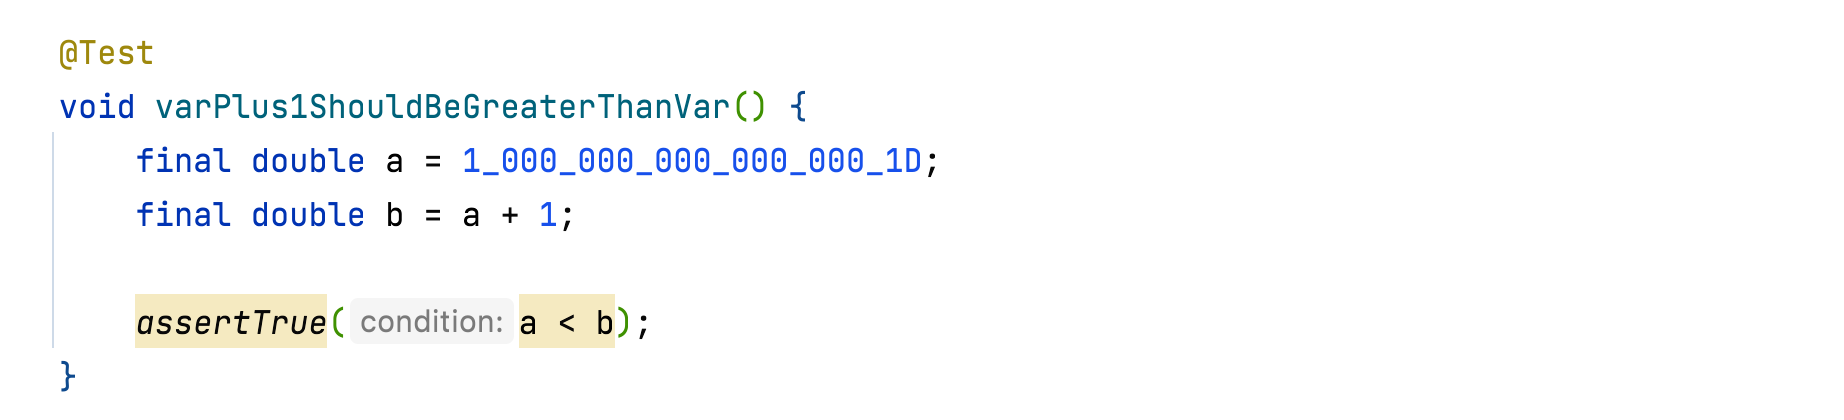 @Test
void varPlus1ShouldBeGreaterThanVar() {
final double a = 1_000_000_000_000_000_1D;
final double b = a + 1;
assertTrue( condition: a < b);
}